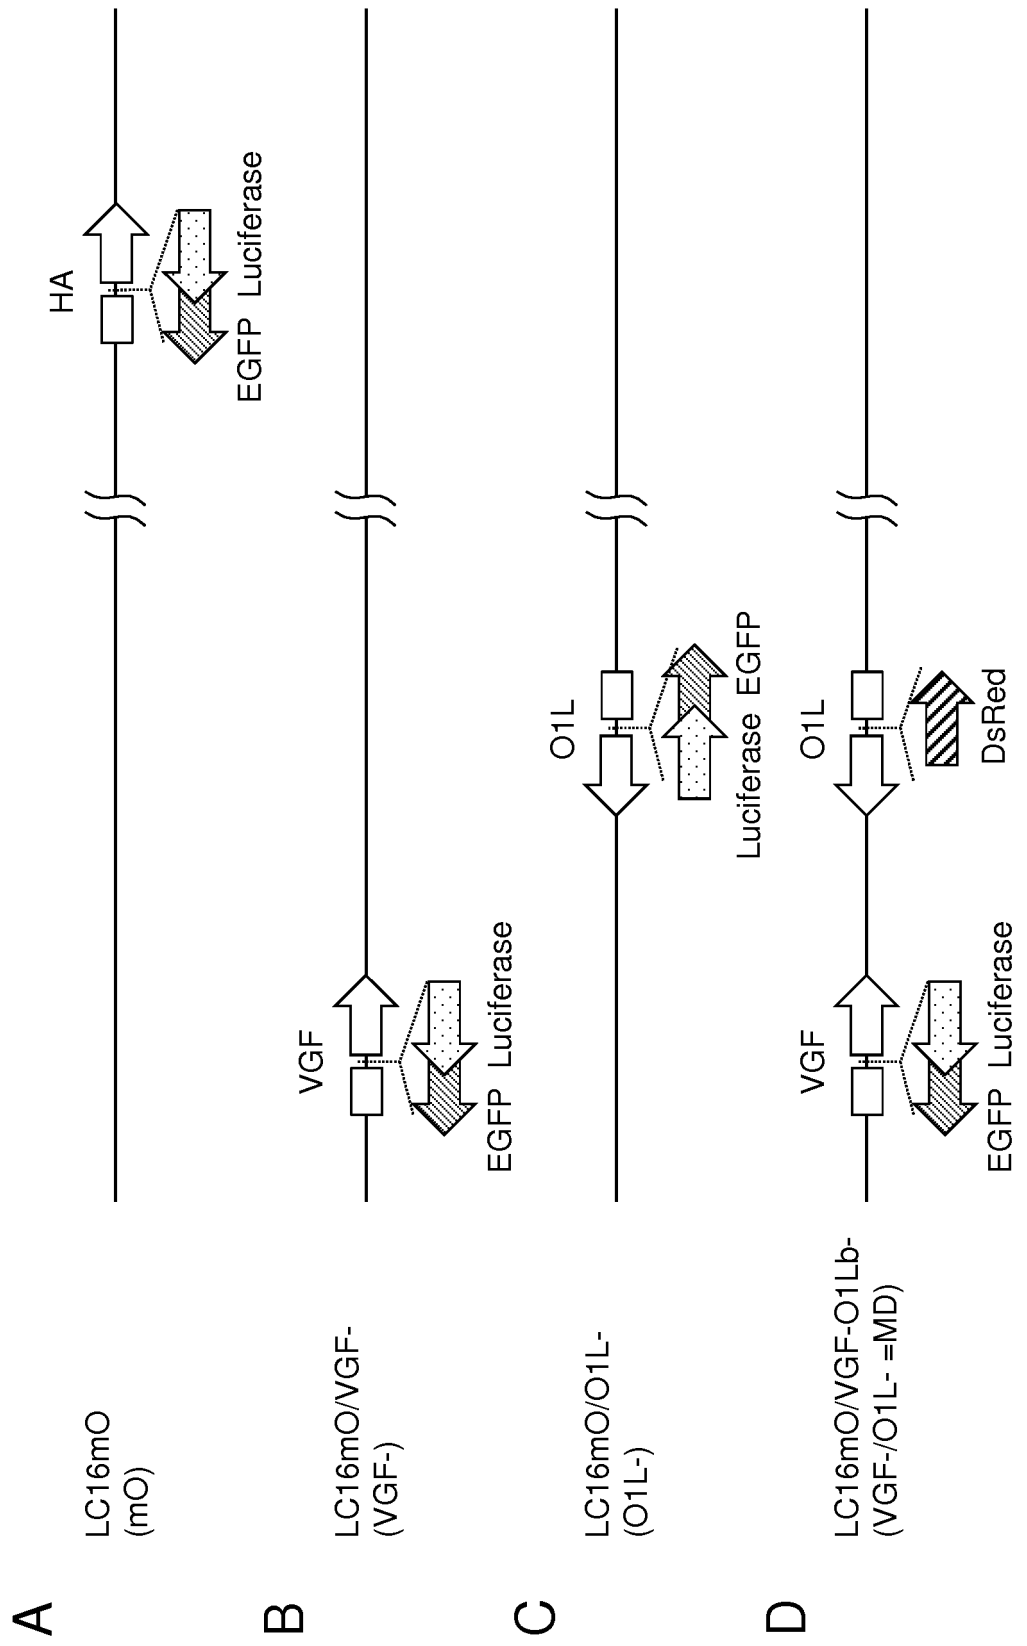 A
LC16mO
(mO)
HA
EGFP Luciferase
B
LC16mO/VGF-
(VGF-)
VGF
EGFP Luciferase
C
LC16mO/O1L-
(O1L-)
O1L
Luciferase EGFP
D
LC16mO/VGF-O1Lb-
(VGF-/O1L- =MD)
VGF
O1L
EGFP Luciferase
DsRed